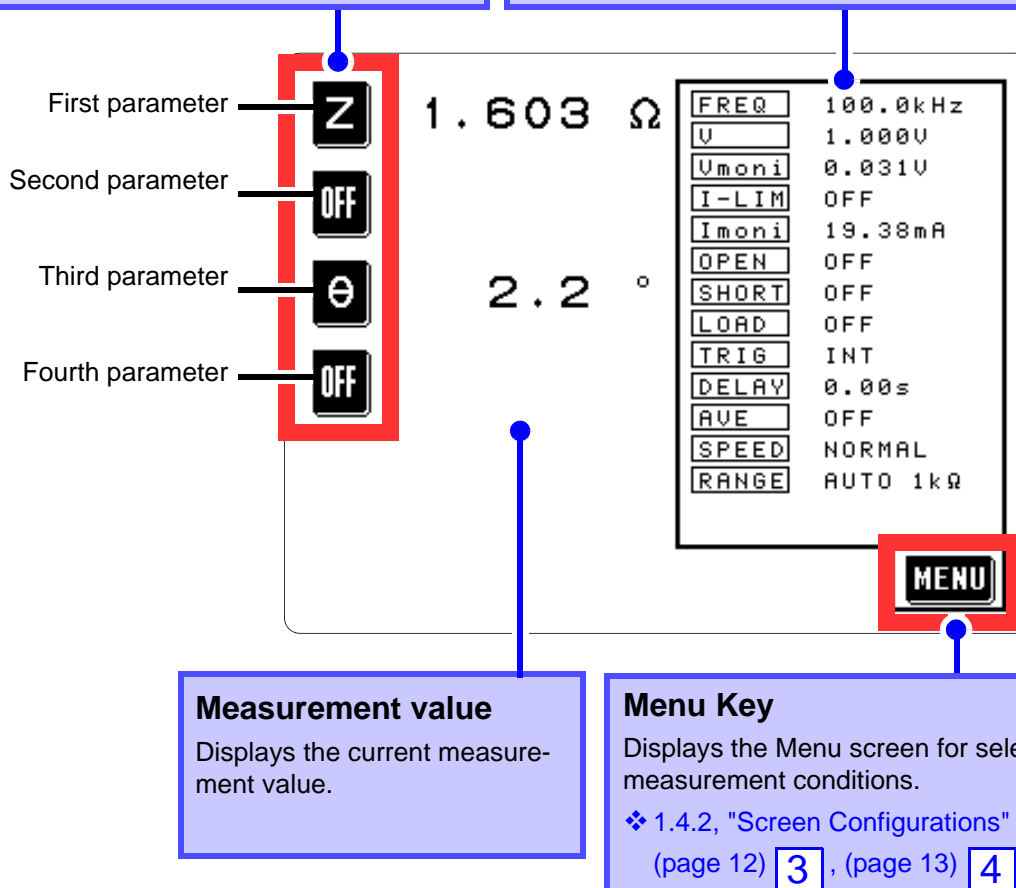 First parameter
Z
1.603 Ω
Second parameter
OFF
Third parameter
θ
2.2 °
Fourth parameter
OFF
FREQ 100.0kHz
V 1.000V
Vmoni 0.031V
I-LIM OFF
Imoni 19.38mA
OPEN OFF
SHORT OFF
LOAD OFF
TRIG INT
DELAY 0.00s
AVE OFF
SPEED NORMAL
RANGE AUTO 1kΩ
MENU
Measurement value
Displays the current measure-
ment value.
Menu Key
Displays the Menu screen for sele
measurement conditions.
❖ 1.4.2, "Screen Configurations"
(page 12) 3 , (page 13) 4